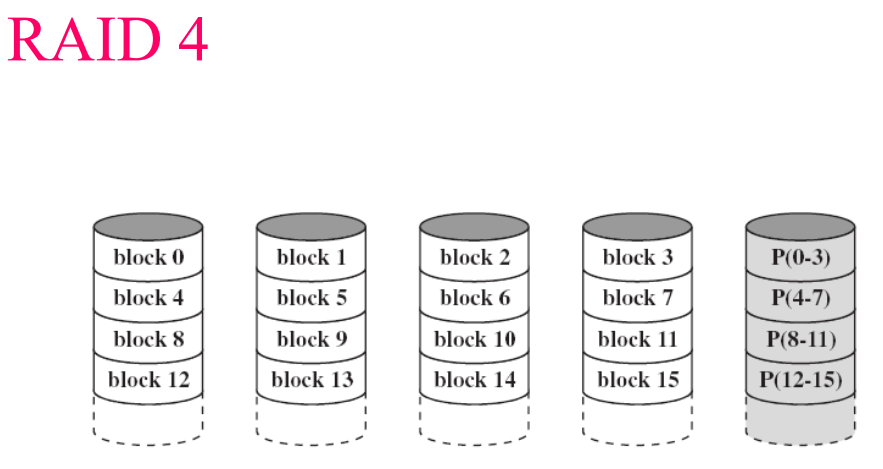 RAID 4
block 0 block 1 block 2 block 3 P(0-3)
block 4 block 5 block 6 block 7 P(4-7)
block 8 block 9 block 10 block 11 P(8-11)
block 12 block 13 block 14 block 15 P(12-15)